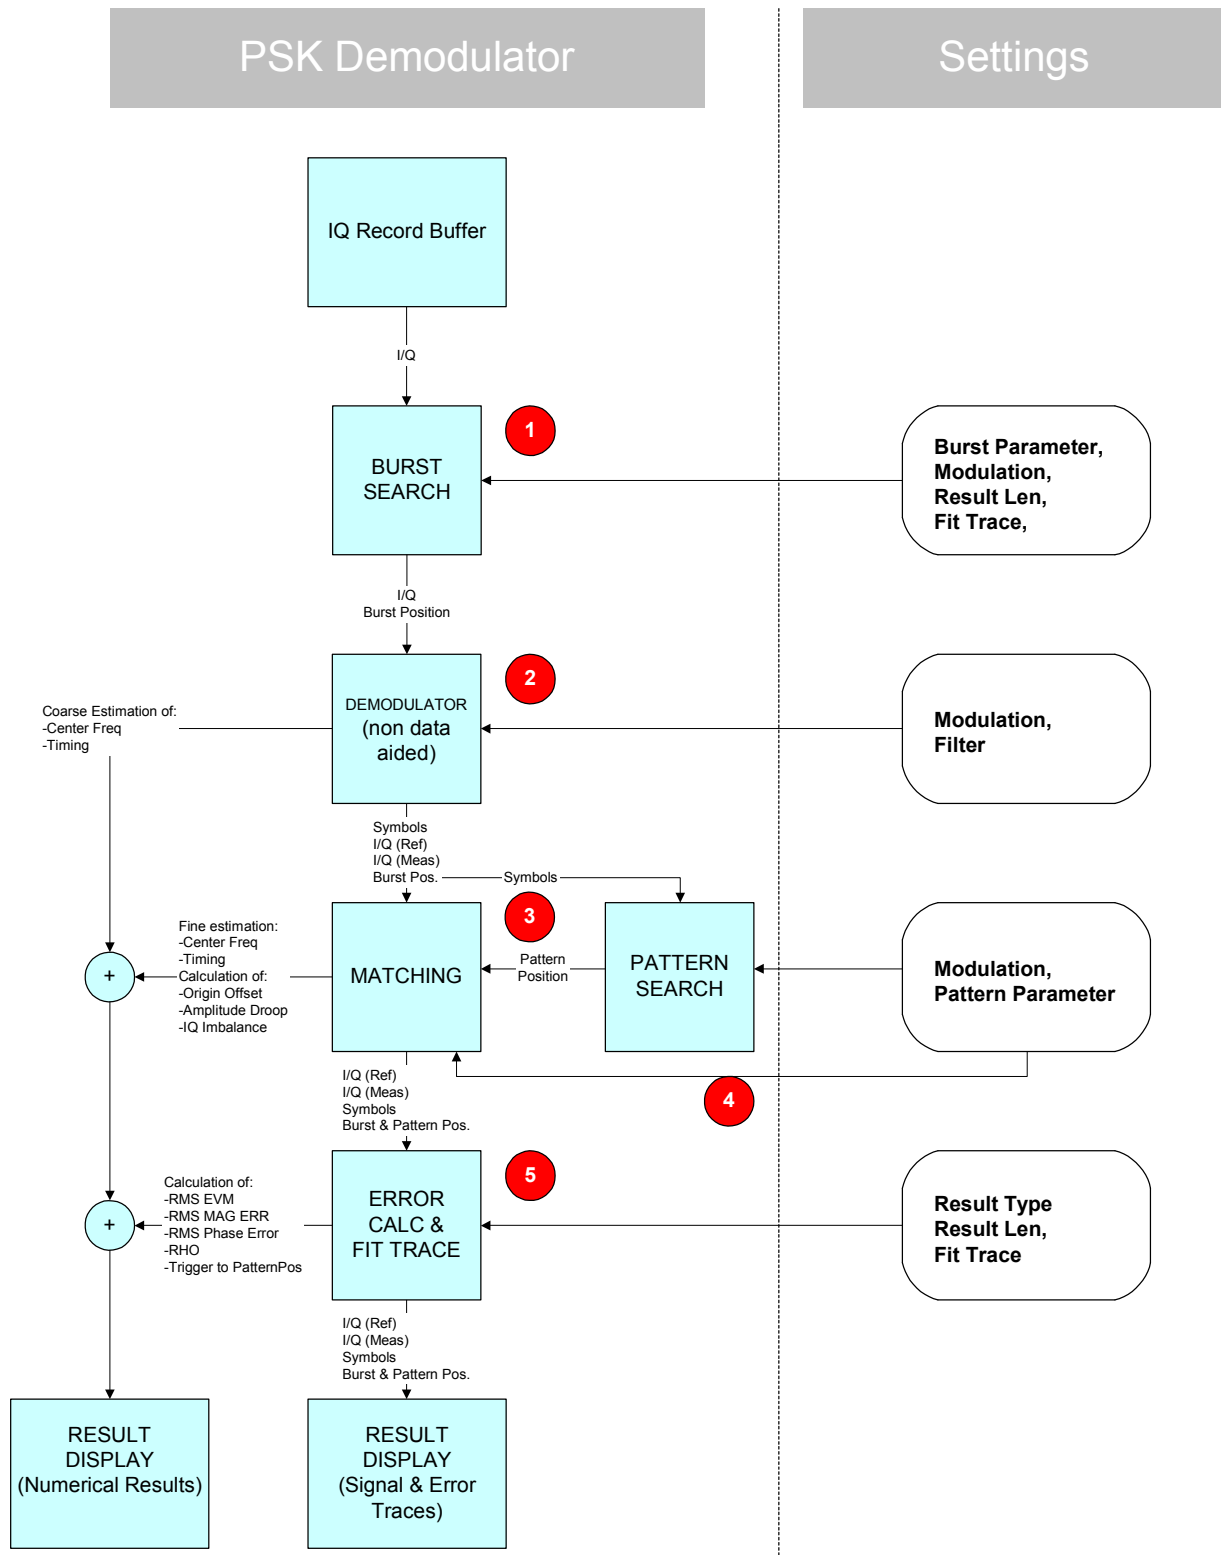 PSK Demodulator
Settings
IQ Record Buffer
I/Q
1
BURST
SEARCH
Burst Parameter,
Modulation,
Result Len,
Fit Trace,
I/Q
Burst Position
2
DEMODULATOR
(non data
aided)
Modulation,
Filter
Coarse Estimation of:
-Center Freq
-Timing
Symbols
I/Q (Ref)
I/Q (Meas)
Burst Pos.
Symbols
3
Fine estimation:
-Center Freq
-Timing
Calculation of:
-Origin Offset
-Amplitude Droop
-IQ Imbalance
+
MATCHING
Pattern
Position
PATTERN
SEARCH
Modulation,
Pattern Parameter
I/Q (Ref)
I/Q (Meas)
Symbols
Burst & Pattern Pos.
4
5
Calculation of:
-RMS EVM
-RMS MAG ERR
-RMS Phase Error
-RHO
-Trigger to PatternPos
+
ERROR
CALC &
FIT TRACE
Result Type
Result Len,
Fit Trace
I/Q (Ref)
I/Q (Meas)
Symbols
Burst & Pattern Pos.
RESULT
DISPLAY
(Numerical Results)
RESULT
DISPLAY
(Signal & Error
Traces)